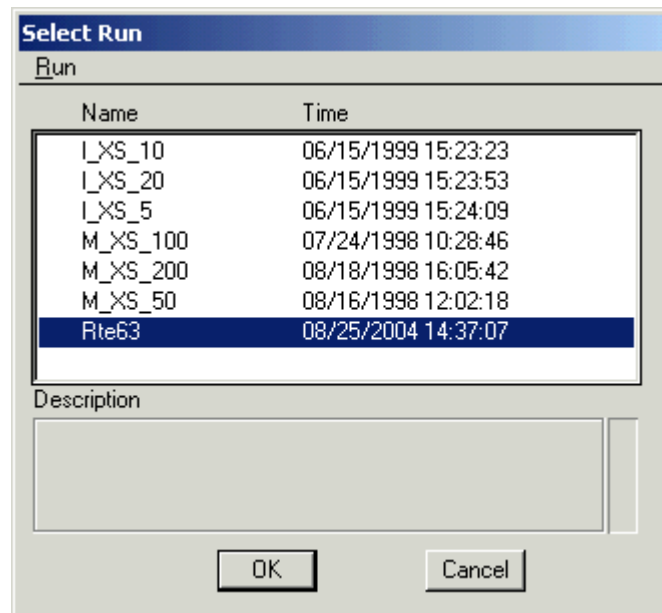 Select Run
Run
Name Time
I_XS_10 06/15/1999 15:23:23
I_XS_20 06/15/1999 15:23:53
I_XS_5 06/15/1999 15:24:09
M_XS_100 07/24/1998 10:28:46
M_XS_200 08/18/1998 16:05:42
M_XS_50 08/16/1998 12:02:18
Rte63 08/25/2004 14:37:07
Description
OK Cancel